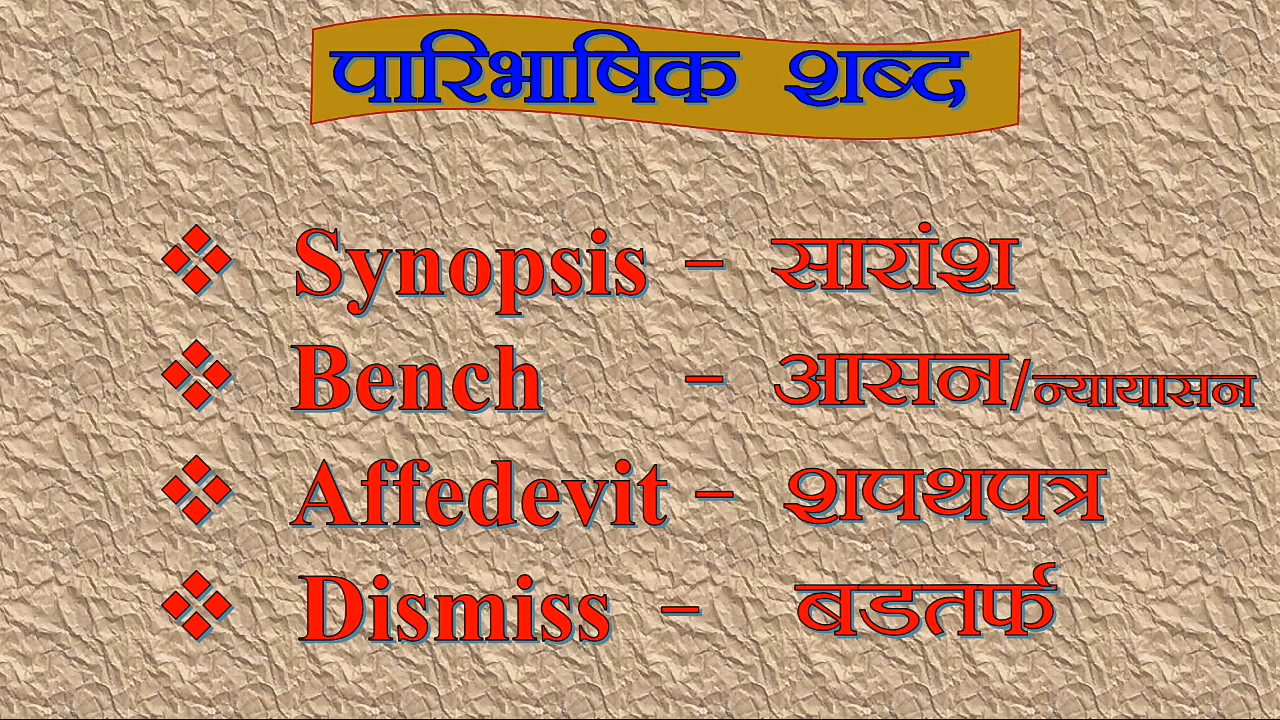 पारिभाषिक शब्द
❖ Synopsis – सारांश
❖ Bench – आसन/न्यायासन
❖ Affedevit – शपथपत्र
❖ Dismiss – बडतर्फ